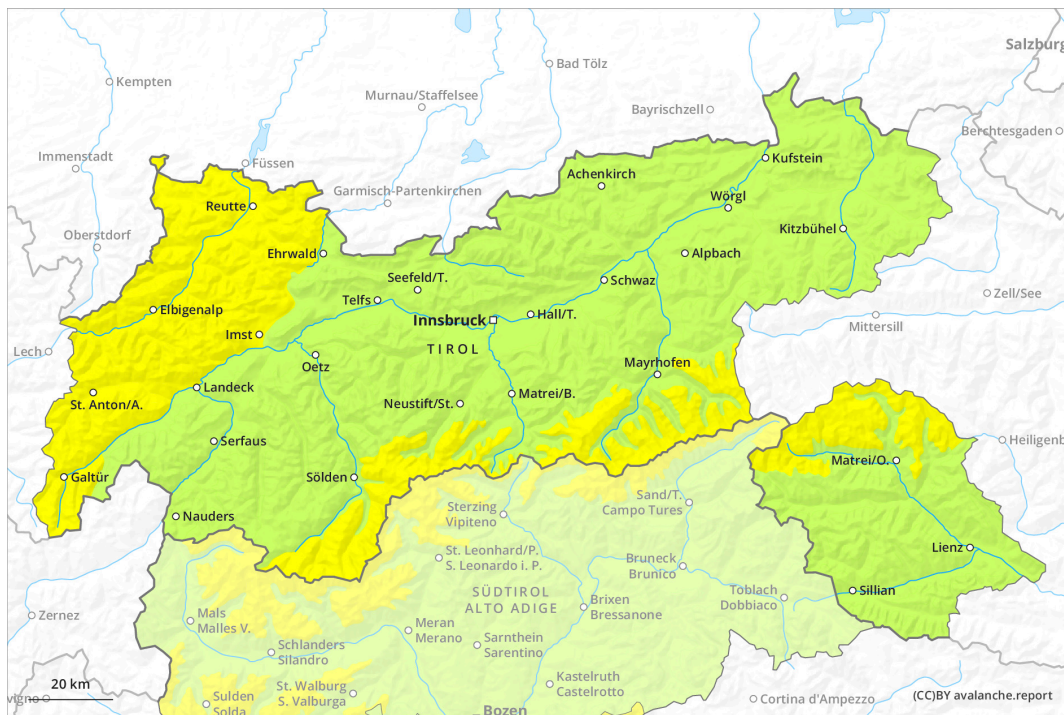 Salzburg
Kempten
Bad Tölz
Murnau/Staffelsee
Bayrischzell
Berchtesgaden
Immenstadt
Füssen
Kufstein
Achenkirch
Garmisch-Partenkirchen
Reutte
Wörgl
Oberstdorf
Kitzbühel
Ehrwald
Alpbach
Seefeld/T.
Schwaz
Zell/See
Telfs
Elbigenalp
Hall/T.
Innsbruck
Mittersill
Imst
TIROL
Lech
Oetz
Mayrhofen
Landeck
Matrei/B.
St. Anton/A.
Neustift/St.
Serfaus
Heiligenb
Matrei/O.
Galtür
Sölden
Sand/T.
Campo Tures
Sterzing
Vipiteno
Nauders
Lienz
St. Leonhard/P.
S. Leonardo i. P.
Bruneck
Brunico
SÜDTIROL
ALTO ADIGE
Sillian
Toblach
Dobbiaco
Brixen
Bressanone
Zernez
Mals
Malles V.
Meran
Merano
Sarnthein
Sarentino
Schlanders
Silandro
Kastelruth
Castelrotto
20 km
St. Walburg
S. Valburga
(CC)BY avalanche.report
vigno
Sulden
Solda
Cortina d'Ampezzo
Bozen